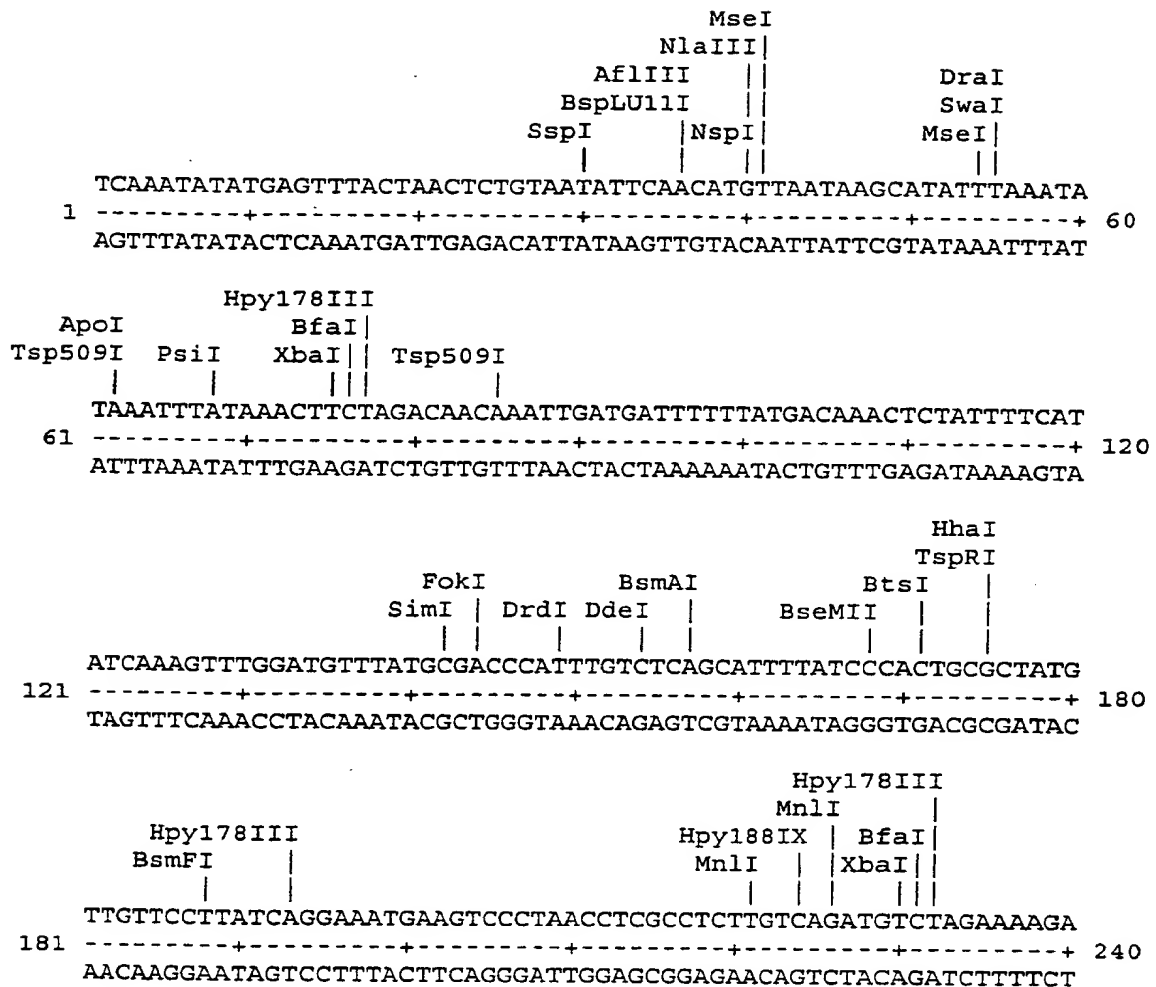 MseI
NlaIII
AflIII DraI
BspLU11I SwaI
SspI NspI MseI
TCAAATATATGAGTTTACTAACTCTGTAATATTCAACATGTTAATAAGCATATTTAAATA
1 ---------+---------+---------+---------+---------+---------+ 60
AGTTTATATACTCAAATGATTGAGACATTATAAGTTGTACAATTATTCGTATAAATTTAT
Hpy178III
ApoI BfaI
Tsp509I PsiI XbaI Tsp509I
TAAATTTATAAACTTCTAGACAACAAATTGATGATTTTTTATGACAAACTCTATTTTCAT
61 ---------+---------+---------+---------+---------+---------+ 120
ATTTAAATATTTGAAGATCTGTTGTTTAACTACTAAAAAATACTGTTTGAGATAAAAGTA
HhaI
TspRI
FokI BsmAI BtsI
SimI DrdI DdeI BseMII
ATCAAAGTTTGGATGTTTATGCGACCCATTTGTCTCAGCATTTTATCCCACTGCGCTATG
121 ---------+---------+---------+---------+---------+---------+ 180
TAGTTTCAAACCTACAAATACGCTGGGTAAACAGAGTCGTAAAATAGGGTGACGCGATAC
Hpy178III
MnlI
Hpy178III Hpy188IX BfaI
BsmFI MnlI XbaI
TTGTTCCTTATCAGGAAATGAAGTCCCTAACCTCGCCTCTTGTCAGATGTCTAGAAAAGA
181 ---------+---------+---------+---------+---------+---------+ 240
AACAAGGAATAGTCCTTTACTTCAGGGATTGGAGCGGAGAACAGTCTACAGATCTTTTCT